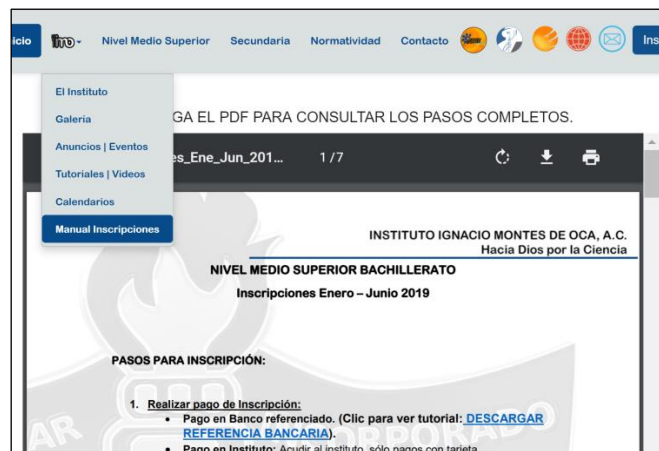 icio imo Nivel Medio Superior Secundaria Normatividad Contacto Ins
El Instituto
Galería
Anuncios | Eventos
Tutoriales | Videos
Calendarios
Manual Inscripciones
GA EL PDF PARA CONSULTAR LOS PASOS COMPLETOS.
es_Ene_Jun_201... 1 / 7
INSTITUTO IGNACIO MONTES DE OCA, A.C.
Hacia Dios por la Ciencia
NIVEL MEDIO SUPERIOR BACHILLERATO
Inscripciones Enero – Junio 2019
PASOS PARA INSCRIPCIÓN:
1. Realizar pago de Inscripción:
• Pago en Banco referenciado. (Clic para ver tutorial: DESCARGAR
REFERENCIA BANCARIA).
• Pago en Instituto: Acudir al instituto, sólo pagos con tarjeta
AR INCORPORADO